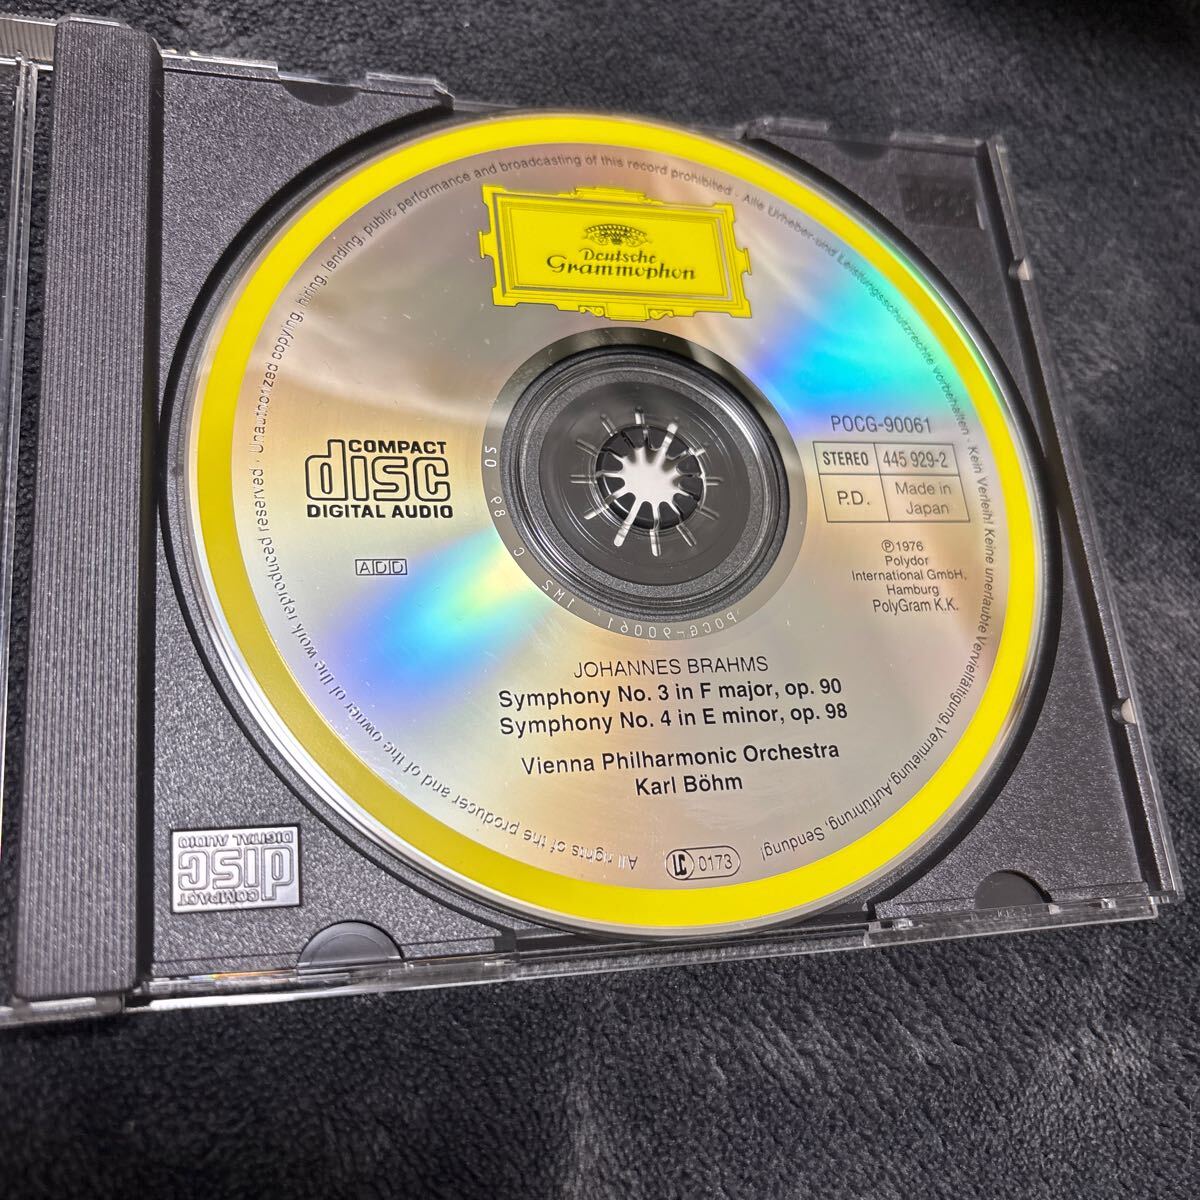 Deutsche
Grammophon
All rights of the producer and of the owner of the work reproduced reserved · Unauthorized copying, hiring, lending, public performance and broadcasting of this record prohibited · Alle Urheber- und Leistungsschutzrechte vorbehalten · Kein Verleih! Keine unerlaubte Vervielfältigung, Vermietung, Aufführung, Sendung!
POCG-90061
STEREO
445 929-2
P.D.
Made in
Japan
℗1976
Polydor
International GmbH,
Hamburg
PolyGram K.K.
COMPACT
disc
DIGITAL AUDIO
ADD
POCG-90061
JOHANNES BRAHMS
Symphony No. 3 in F major, op. 90
Symphony No. 4 in E minor, op. 98
Vienna Philharmonic Orchestra
Karl Böhm
LC 0173
COMPACT
disc
DIGITAL AUDIO